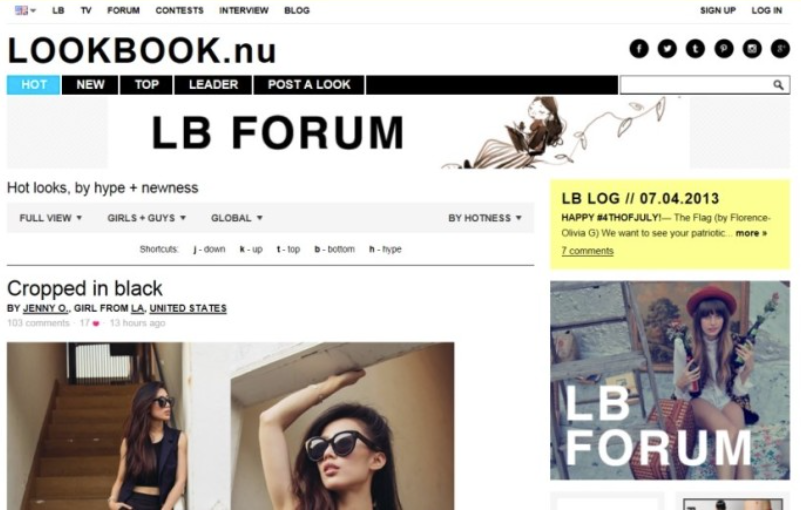 LB TV FORUM CONTESTS INTERVIEW BLOG SIGN UP LOG IN
LOOKBOOK.nu
HOT NEW TOP LEADER POST A LOOK
LB FORUM
Hot looks, by hype + newness
FULL VIEW ▼ GIRLS + GUYS ▼ GLOBAL ▼ BY HOTNESS ▼
Shortcuts: j - down k - up t - top b - bottom h - hype
Cropped in black
BY JENNY O., GIRL FROM LA, UNITED STATES
103 comments · 17 ♥ · 13 hours ago
LB LOG // 07.04.2013
HAPPY #4THOFJULY!— The Flag (by Florence-
Olivia G) We want to see your patriotic... more »
7 comments
LB
FORUM